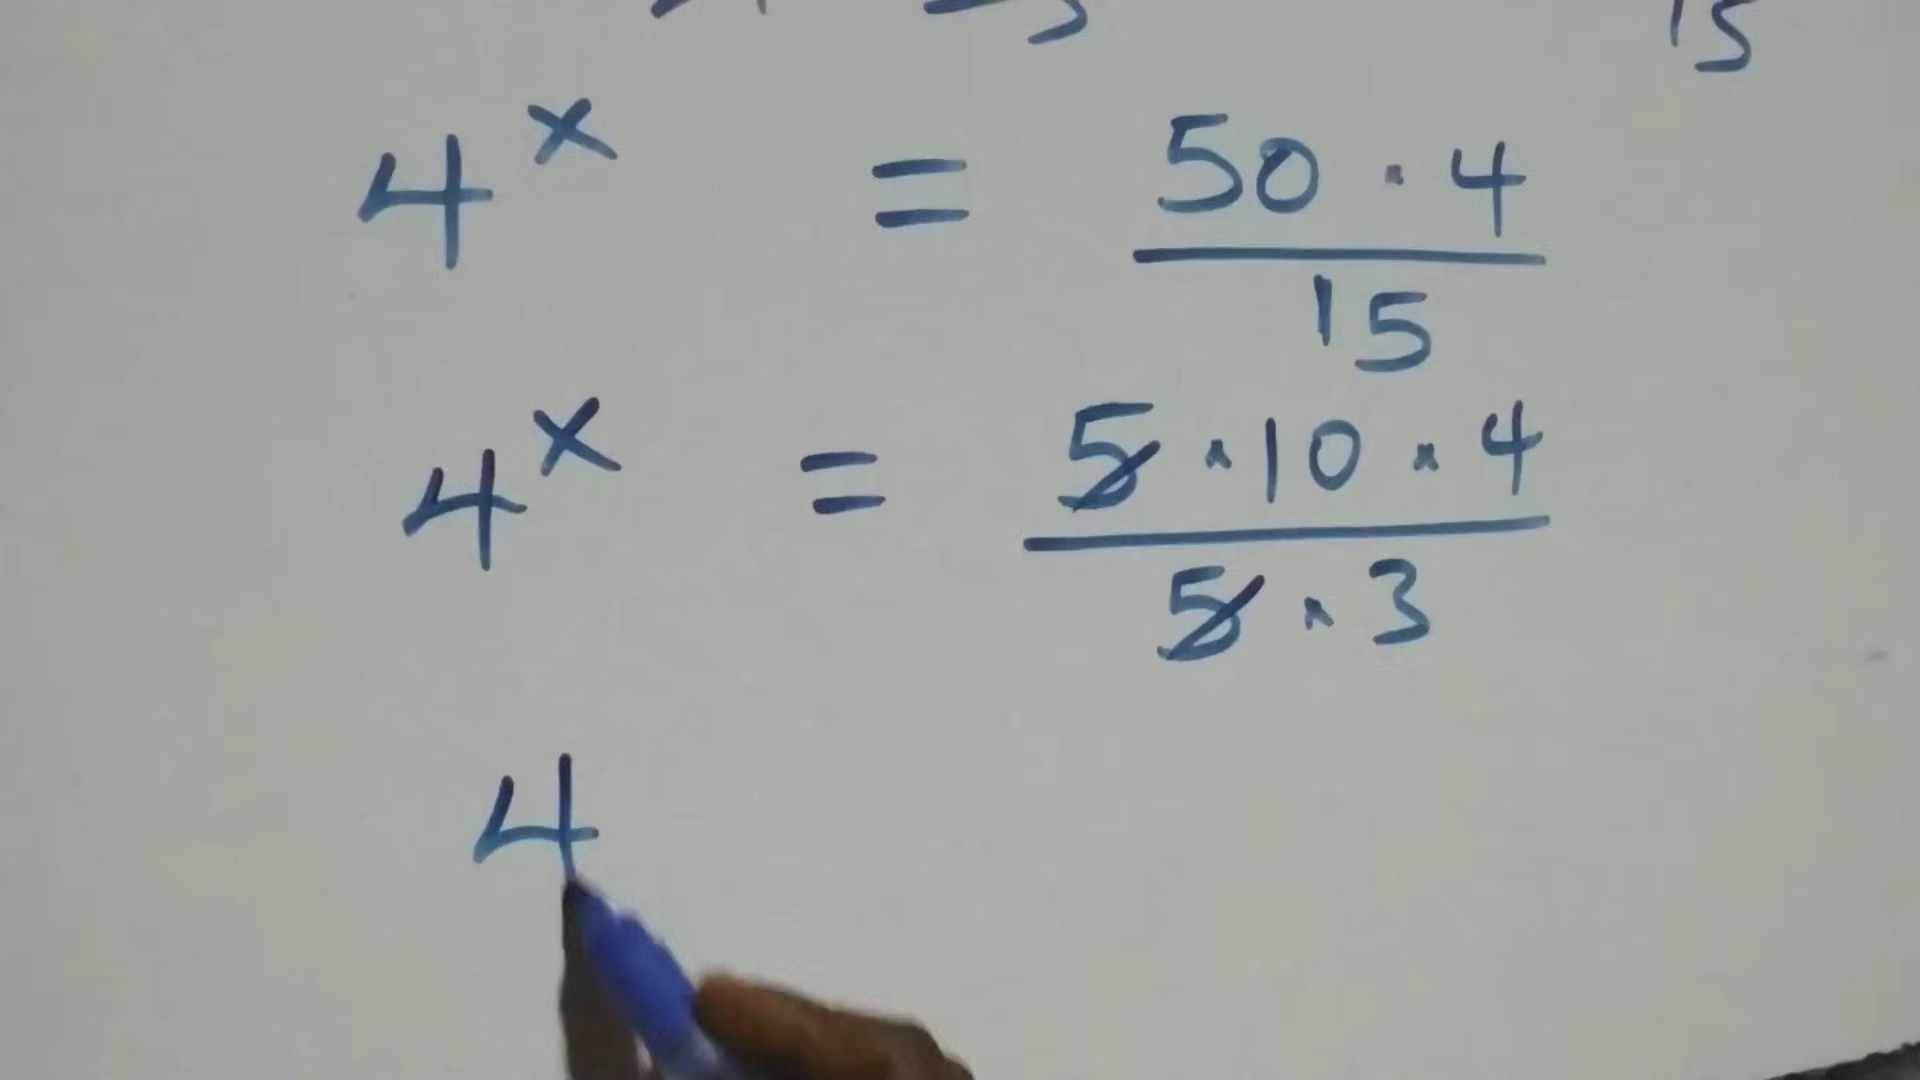 15
4^x = 50 · 4 / 15
4^x = 5 · 10 · 4 / 5 · 3
4